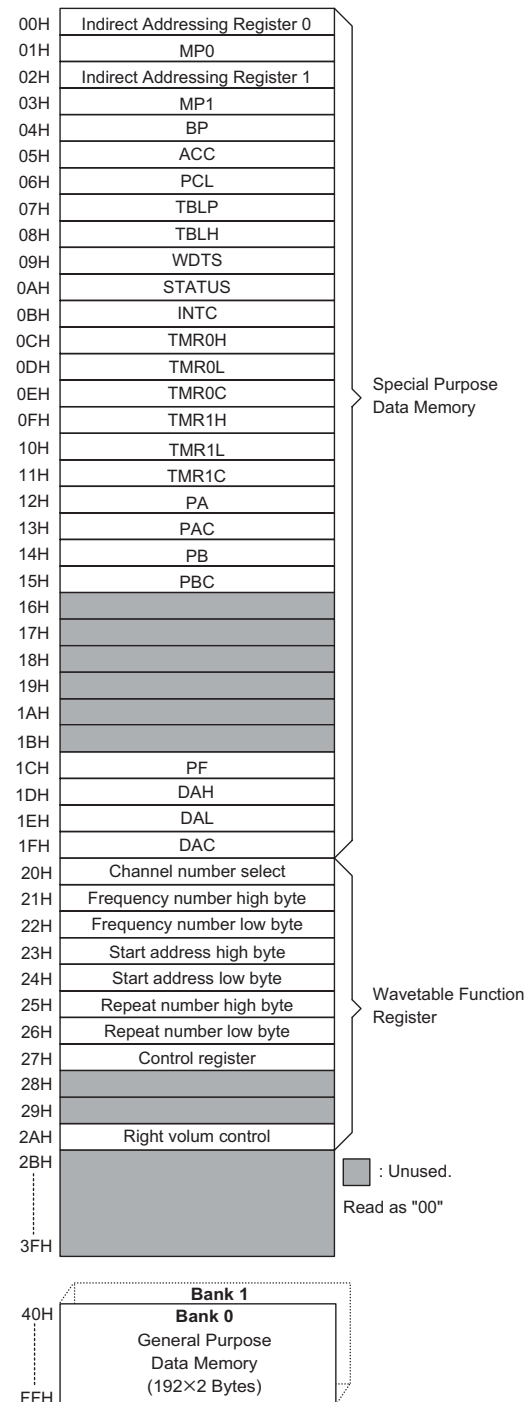 00H Indirect Addressing Register 0
01H MP0
02H Indirect Addressing Register 1
03H MP1
04H BP
05H ACC
06H PCL
07H TBLP
08H TBLH
09H WDTS
0AH STATUS
0BH INTC
0CH TMR0H
0DH TMR0L
0EH TMR0C
0FH TMR1H
10H TMR1L
11H TMR1C
12H PA
13H PAC
14H PB
15H PBC
16H
17H
18H
19H
1AH
1BH
1CH PF
1DH DAH
1EH DAL
1FH DAC
Special Purpose
Data Memory
20H Channel number select
21H Frequency number high byte
22H Frequency number low byte
23H Start address high byte
24H Start address low byte
25H Repeat number high byte
26H Repeat number low byte
27H Control register
28H
29H
2AH Right volum control
Wavetable Function
Register
2BH
3FH
: Unused.
Read as "00"
Bank 1
40H Bank 0
General Purpose
Data Memory
(192×2 Bytes)
FFH